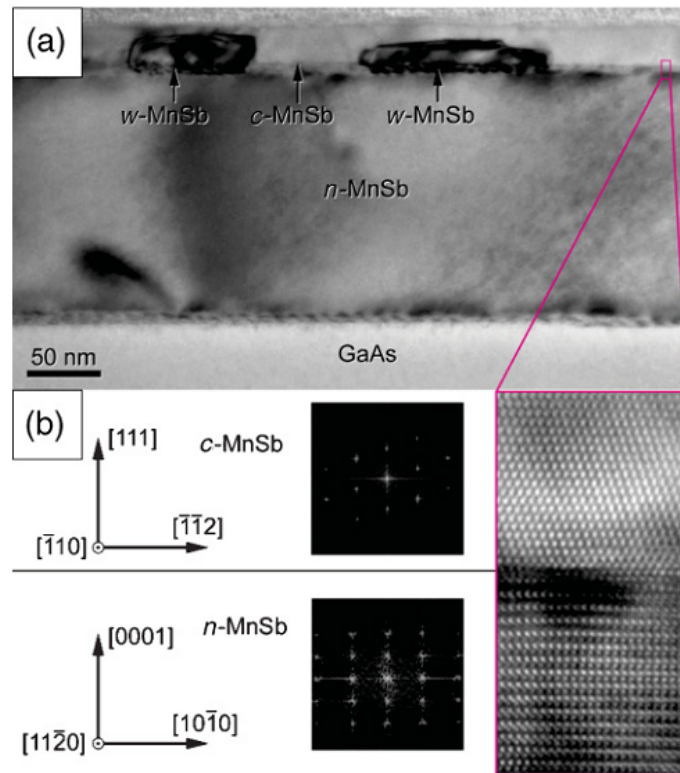 (a)
w-MnSb
c-MnSb
w-MnSb
n-MnSb
GaAs
50 nm
(b)
[111]
c-MnSb
[1̅10]
[1̅1̅2]
[0001]
n-MnSb
[112̅0]
[101̅0]